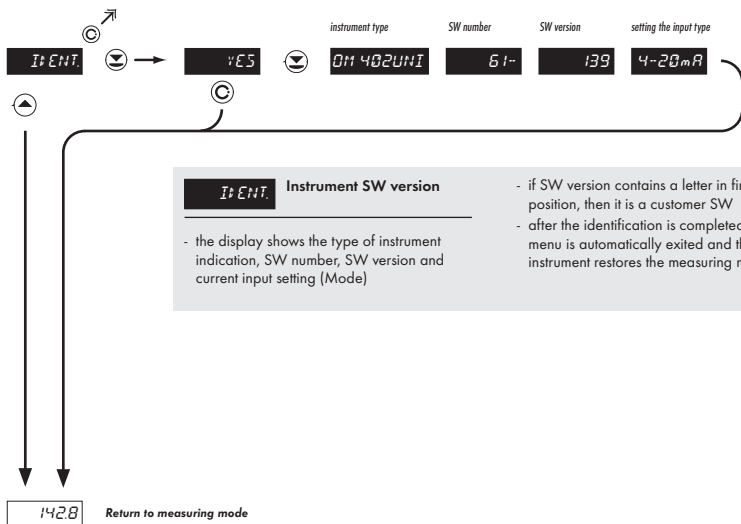 instrument type SW number SW version setting the input type
IDENT. YES OM 402UNI 61- 139 4-20mA
IDENT. Instrument SW version
- the display shows the type of instrument
indication, SW number, SW version and
current input setting (Mode)
- if SW version contains a letter in
position, then it is a customer SW
- after the identification is completed
menu is automatically exited and
instrument restores the measuring
142.8 Return to measuring mode